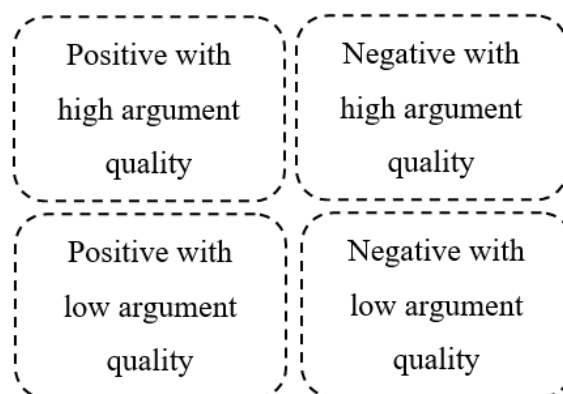 Positive with
high argument
quality
Negative with
high argument
quality
Positive with
low argument
quality
Negative with
low argument
quality